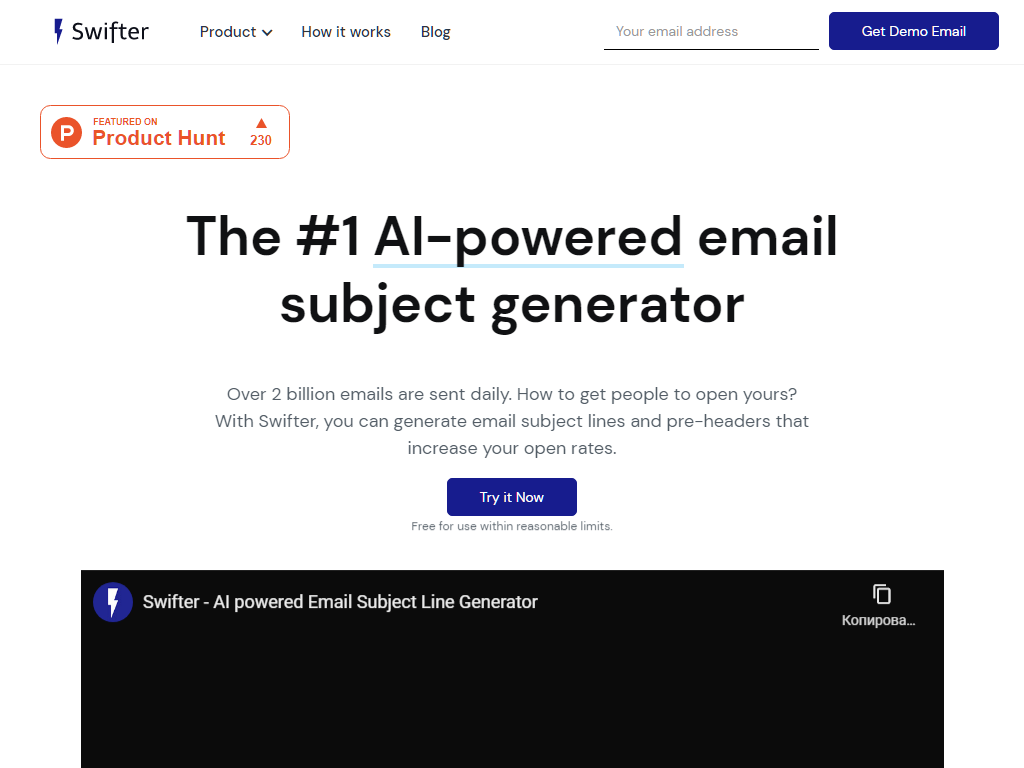 Swifter
Product
How it works
Blog
Your email address
Get Demo Email
P
FEATURED ON
Product Hunt
230
The #1 AI-powered email
subject generator
Over 2 billion emails are sent daily. How to get people to open yours?
With Swifter, you can generate email subject lines and pre-headers that
increase your open rates.
Try it Now
Free for use within reasonable limits.
Swifter - AI powered Email Subject Line Generator
Копирова...